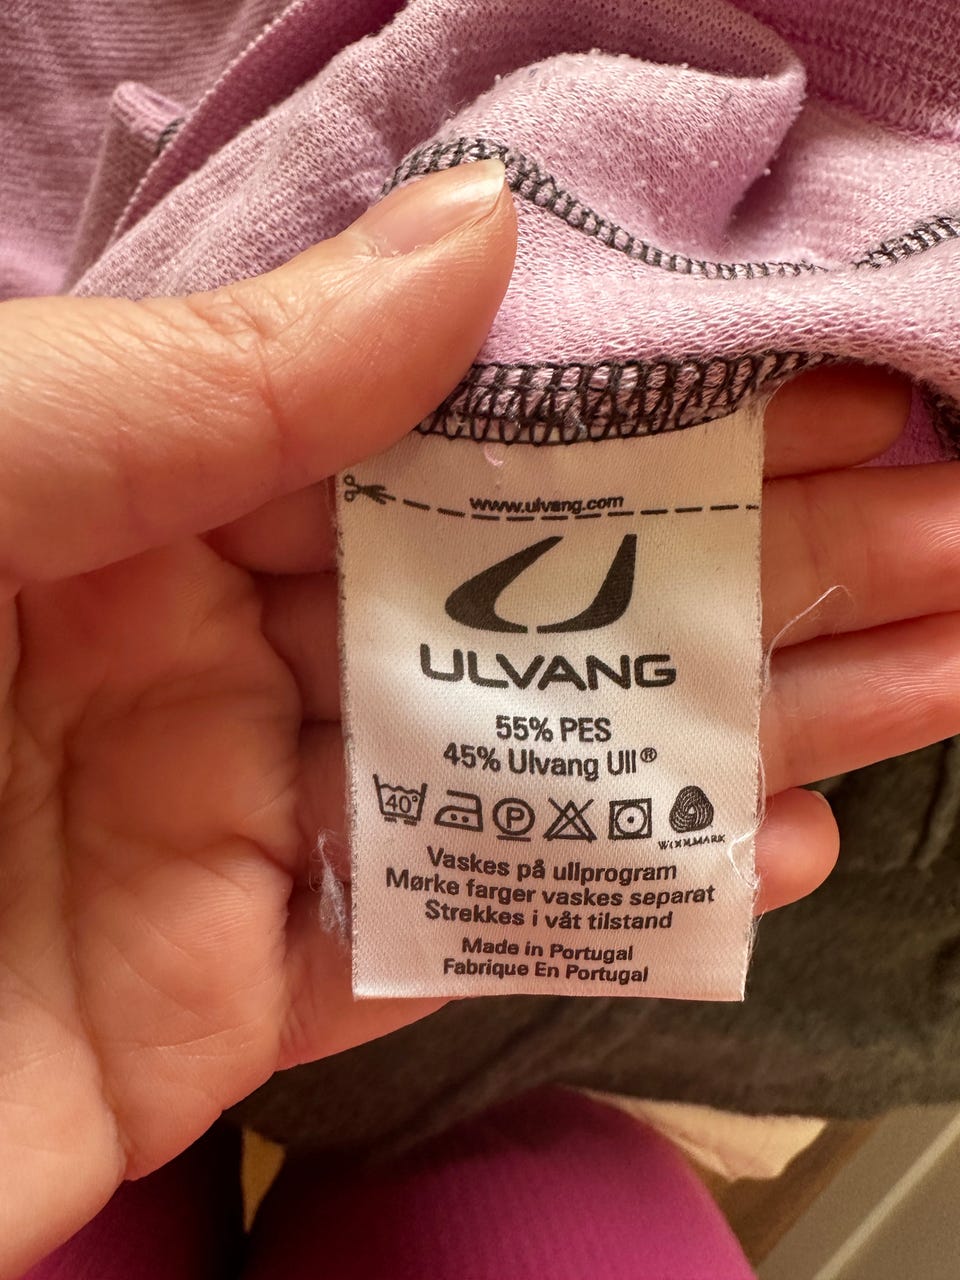 www.ulvang.com
ULVANG
55% PES
45% Ulvang Ull®
40° P
WOOLMARK
Vaskes på ullprogram
Mørke farger vaskes separat
Strekkes i våt tilstand
Made in Portugal
Fabrique En Portugal